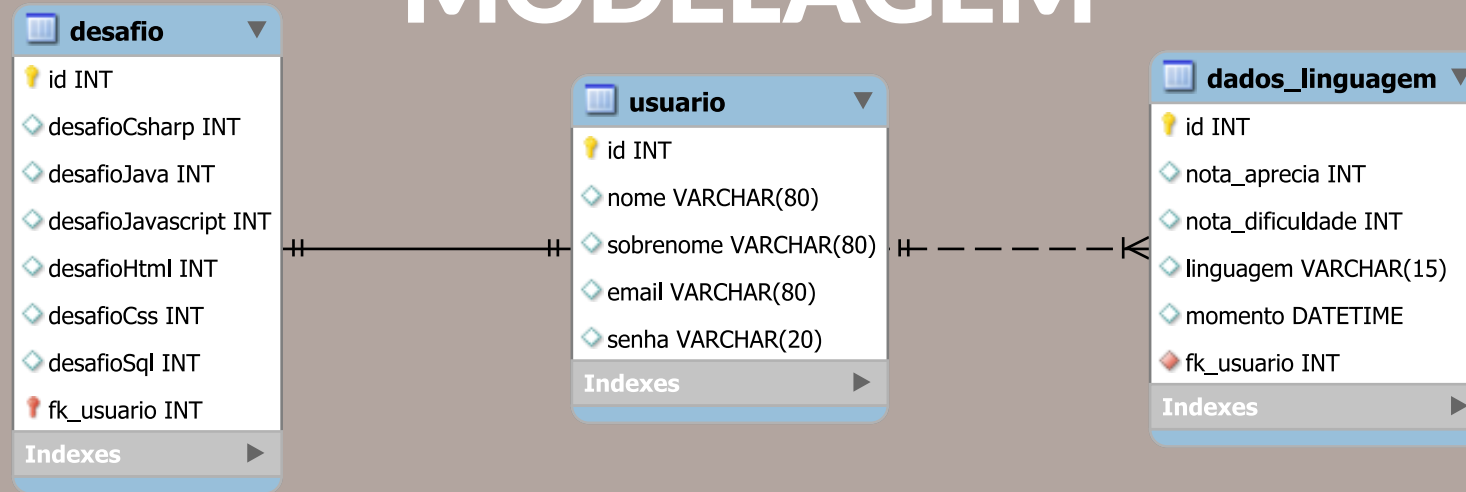 MODELAGEM
desafio
id INT
desafioCsharp INT
desafioJava INT
desafioJavascript INT
desafioHtml INT
desafioCss INT
desafioSql INT
fk_usuario INT
Indexes
usuario
id INT
nome VARCHAR(80)
sobrenome VARCHAR(80)
email VARCHAR(80)
senha VARCHAR(20)
Indexes
dados_linguagem
id INT
nota_aprecia INT
nota_dificuldade INT
linguagem VARCHAR(15)
momento DATETIME
fk_usuario INT
Indexes